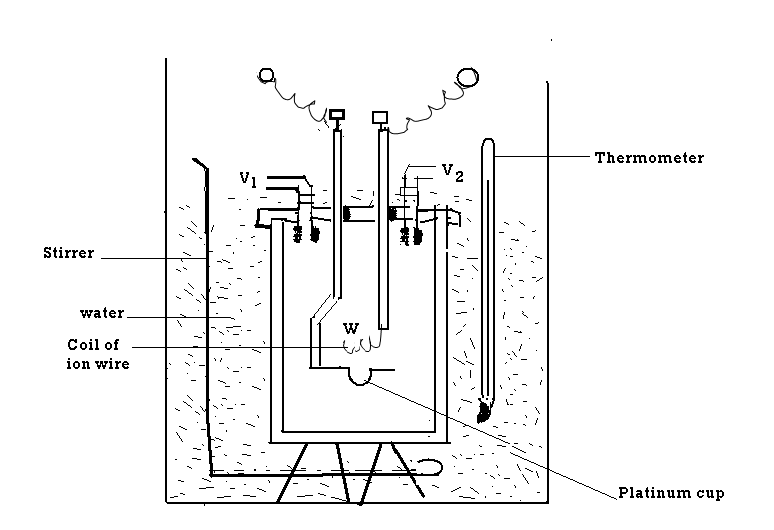 V1
V2
Thermometer
Stirrer
water
W
Coil of
ion wire
Platinum cup